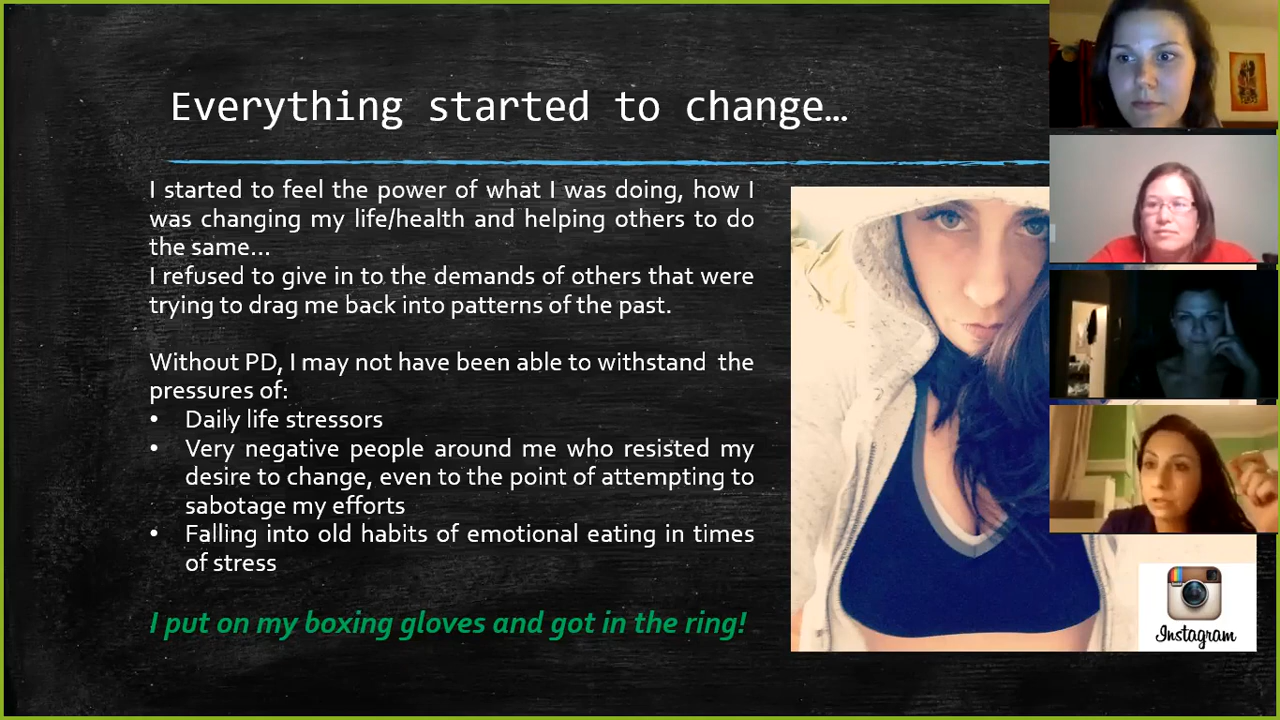 Everything started to change…
I started to feel the power of what I was doing, how I
was changing my life/health and helping others to do
the same…
I refused to give in to the demands of others that were
trying to drag me back into patterns of the past.
Without PD, I may not have been able to withstand the
pressures of:
• Daily life stressors
• Very negative people around me who resisted my
desire to change, even to the point of attempting to
sabotage my efforts
• Falling into old habits of emotional eating in times
of stress
I put on my boxing gloves and got in the ring!
Instagram